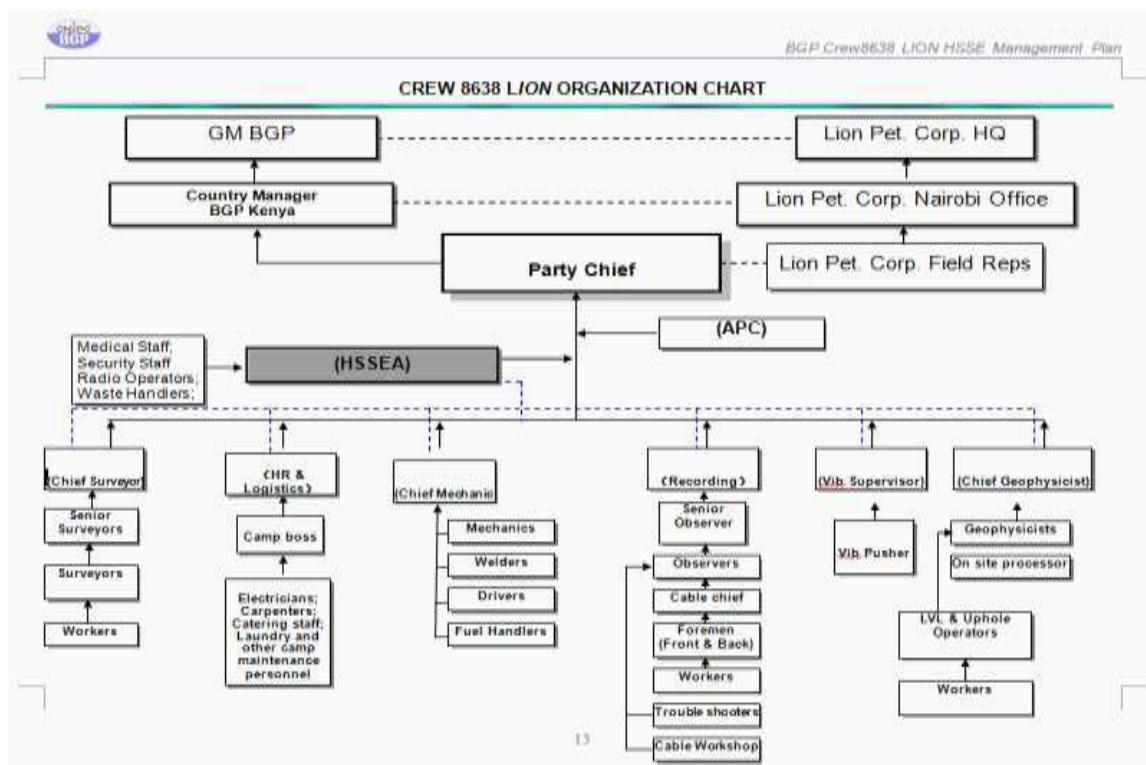 BGP
BGP Crew8638 LION HSSE Management Plan
CREW 8638 LION ORGANIZATION CHART
GM BGP
Lion Pet. Corp. HQ
Country Manager
BGP Kenya
Lion Pet. Corp. Nairobi Office
Party Chief
Lion Pet. Corp. Field Reps
(APC)
Medical Staff;
Security Staff
Radio Operators;
Waste Handlers;
(HSSEA)
(Chief Surveyor)
(HR &
Logistics)
(Chief Mechanic)
(Recording)
(Vib. Supervisor)
(Chief Geophysicist)
Senior
Surveyors
Surveyors
Workers
Camp boss
Electricians;
Carpenters;
Catering staff;
Laundry and
other camp
maintenance
personnel
Mechanics
Welders
Drivers
Fuel Handlers
Senior
Observer
Observers
Cable chief
Foremen
(Front & Back)
Workers
Trouble shooters
Cable Workshop
Vib. Pusher
Geophysicists
On site processor
LVL & Uphole
Operators
Workers
13